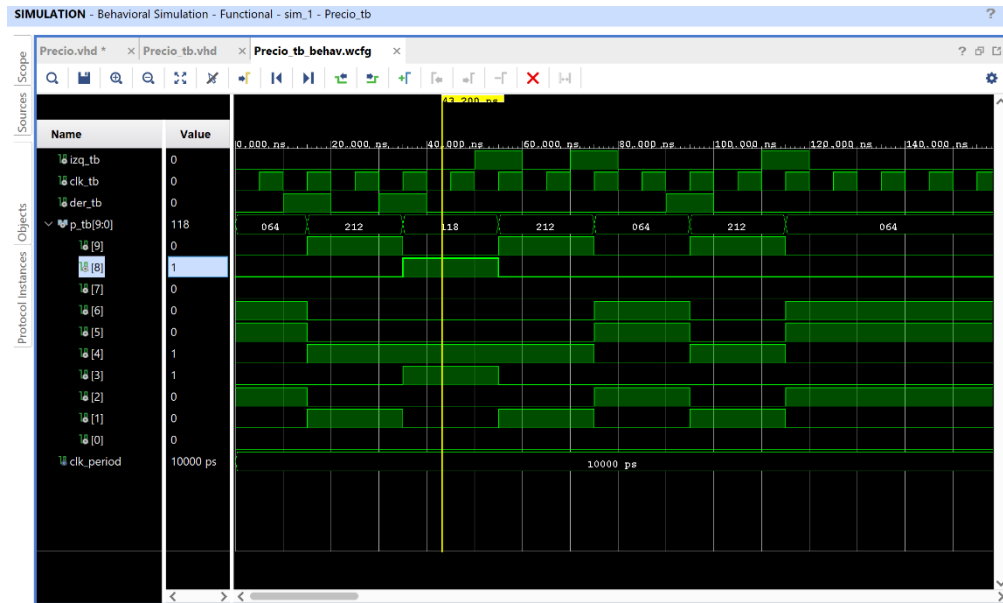 SIMULATION - Behavioral Simulation - Functional - sim_1 - Precio_tb ?
Precio.vhd * × Precio_tb.vhd × Precio_tb_behav.wcfg × ?
Scope
Sources
Objects
Protocol Instances
43.200 ns
Name Value
0.000 ns 20.000 ns 40.000 ns 60.000 ns 80.000 ns 100.000 ns 120.000 ns 140.000 ns
izq_tb 0
clk_tb 0
der_tb 0
p_tb[9:0] 118 064 212 118 212 064 212 064
[9] 0
[8] 1
[7] 0
[6] 0
[5] 0
[4] 1
[3] 1
[2] 0
[1] 0
[0] 0
clk_period 10000 ps 10000 ps